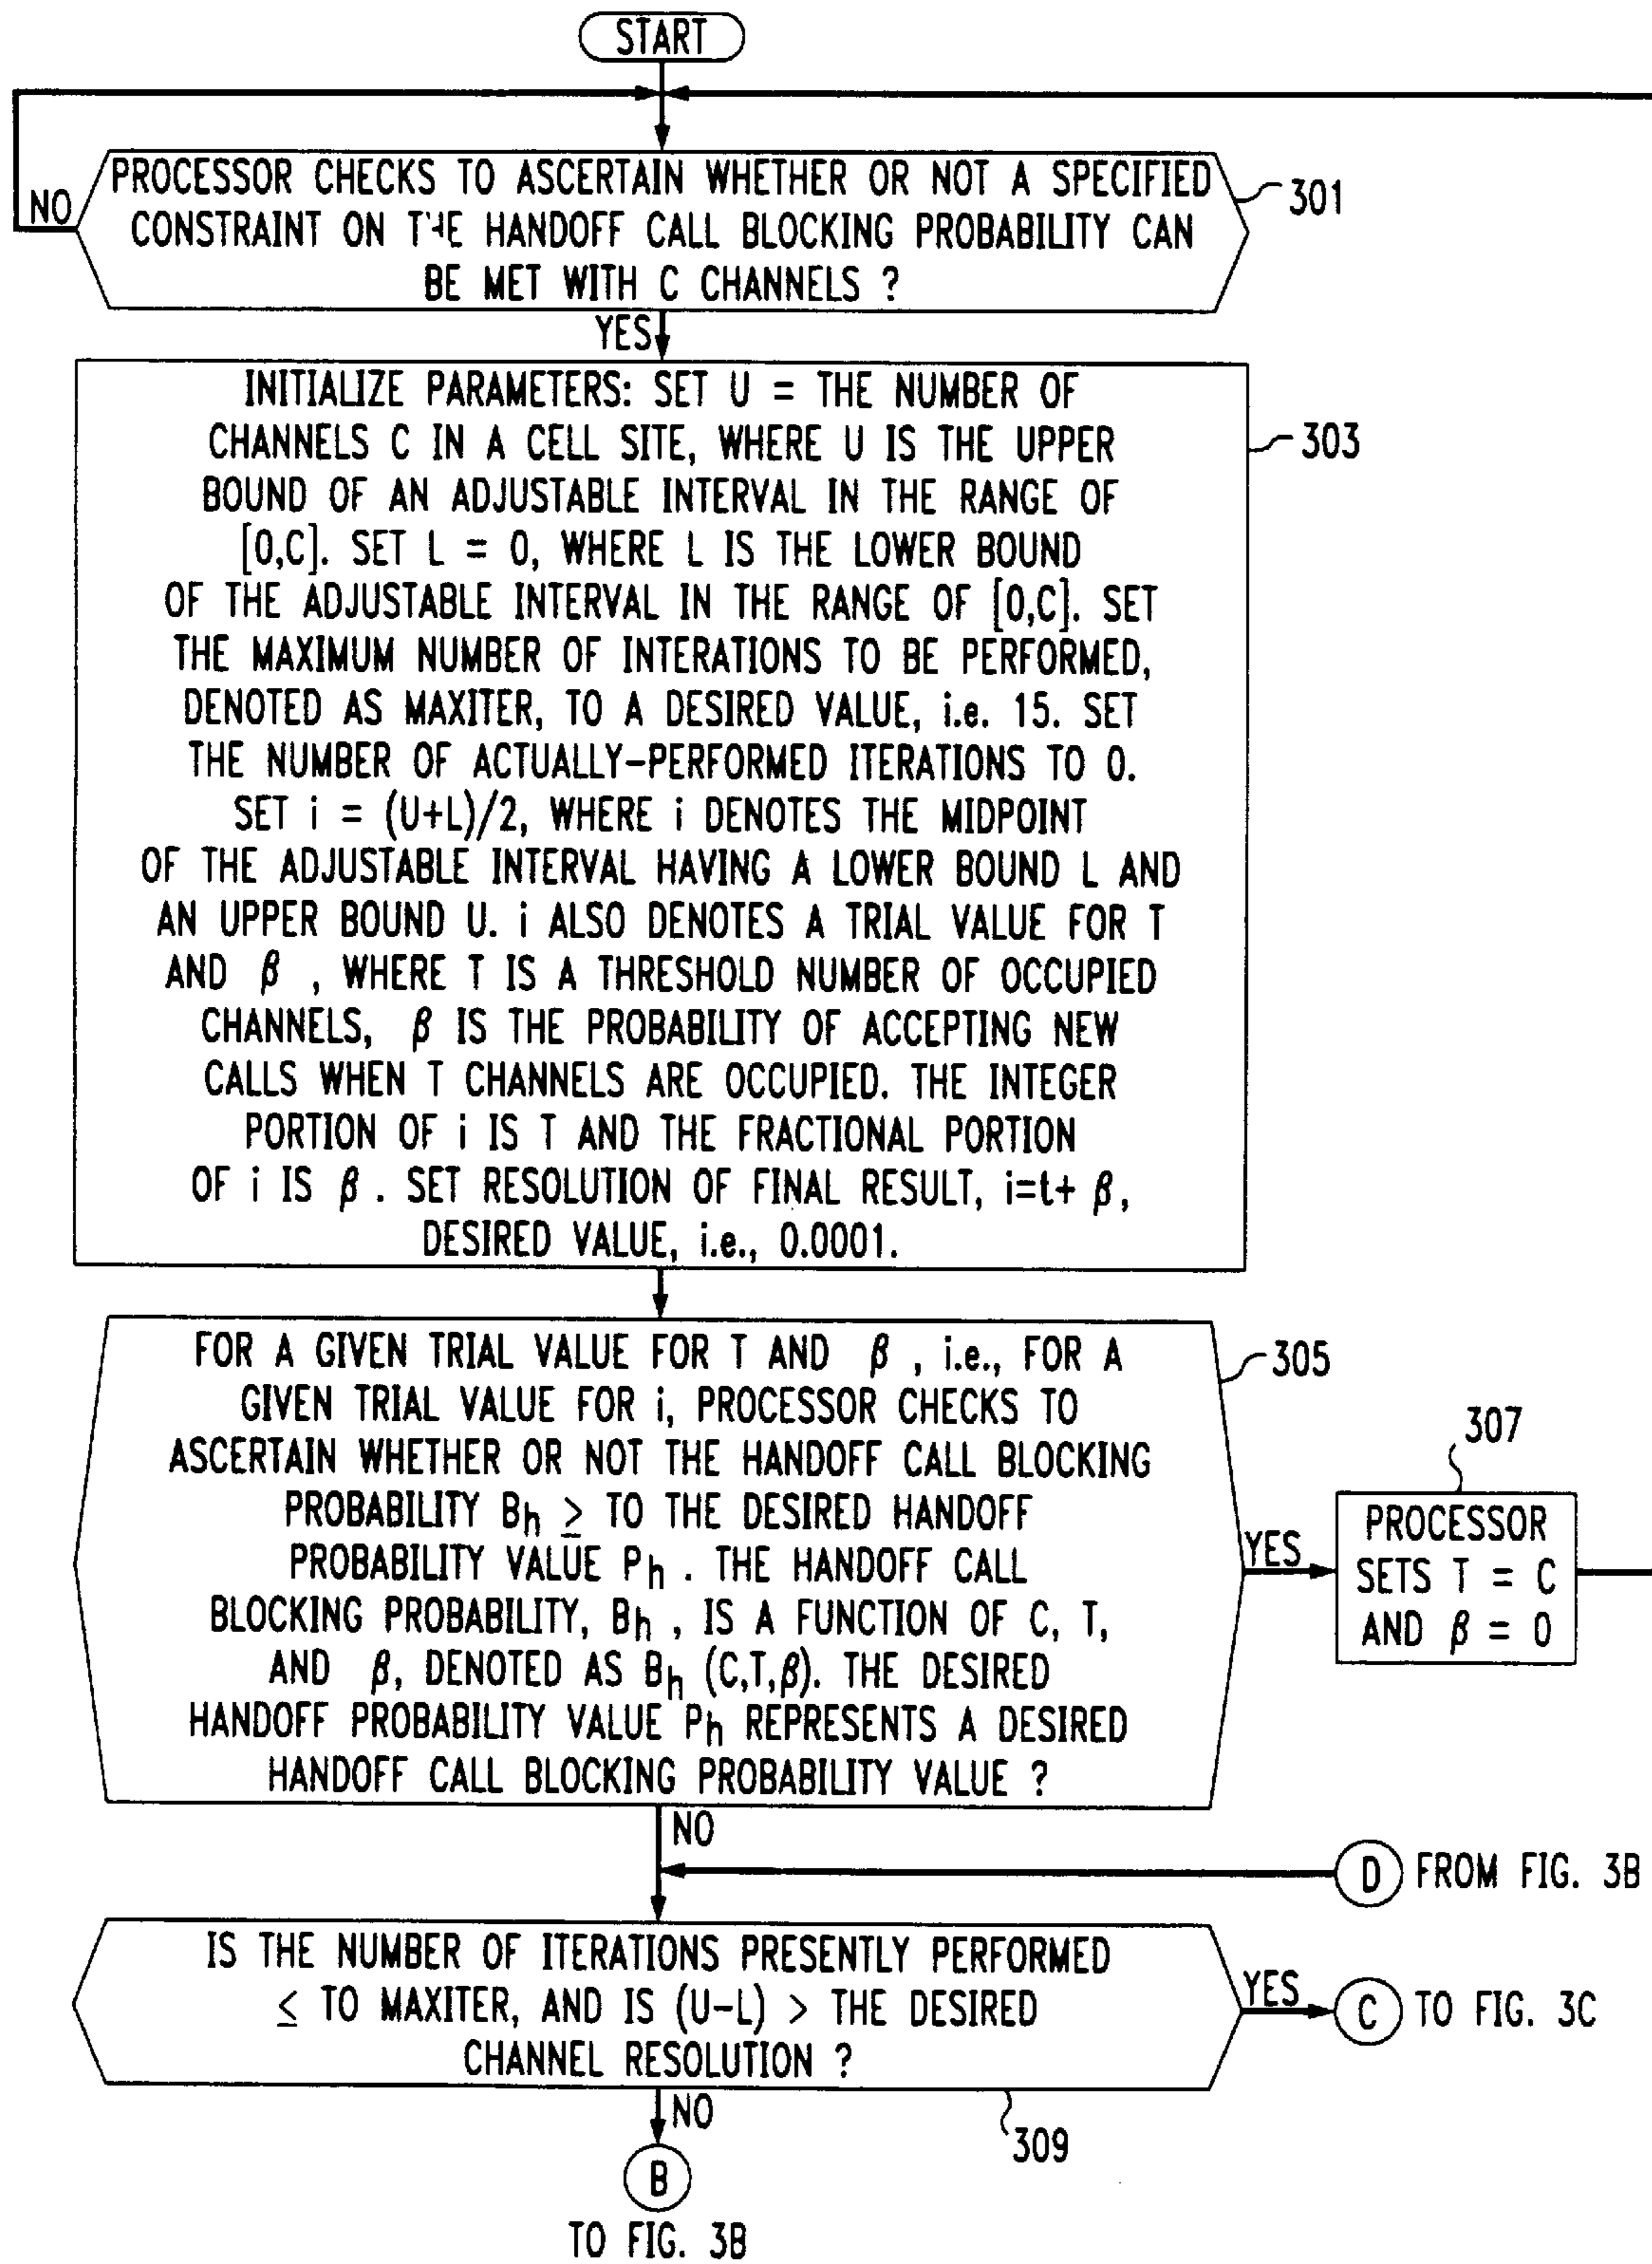 START
PROCESSOR CHECKS TO ASCERTAIN WHETHER OR NOT A SPECIFIED
CONSTRAINT ON THE HANDOFF CALL BLOCKING PROBABILITY CAN
BE MET WITH C CHANNELS ?
301
NO
YES
INITIALIZE PARAMETERS: SET U = THE NUMBER OF
CHANNELS C IN A CELL SITE, WHERE U IS THE UPPER
BOUND OF AN ADJUSTABLE INTERVAL IN THE RANGE OF
[0,C]. SET L = 0, WHERE L IS THE LOWER BOUND
OF THE ADJUSTABLE INTERVAL IN THE RANGE OF [0,C]. SET
THE MAXIMUM NUMBER OF INTERATIONS TO BE PERFORMED,
DENOTED AS MAXITER, TO A DESIRED VALUE, i.e. 15. SET
THE NUMBER OF ACTUALLY-PERFORMED ITERATIONS TO 0.
SET i = (U+L)/2, WHERE i DENOTES THE MIDPOINT
OF THE ADJUSTABLE INTERVAL HAVING A LOWER BOUND L AND
AN UPPER BOUND U. i ALSO DENOTES A TRIAL VALUE FOR T
AND β , WHERE T IS A THRESHOLD NUMBER OF OCCUPIED
CHANNELS, β IS THE PROBABILITY OF ACCEPTING NEW
CALLS WHEN T CHANNELS ARE OCCUPIED. THE INTEGER
PORTION OF i IS T AND THE FRACTIONAL PORTION
OF i IS β . SET RESOLUTION OF FINAL RESULT, i=t+ β,
DESIRED VALUE, i.e., 0.0001.
303
FOR A GIVEN TRIAL VALUE FOR T AND β , i.e., FOR A
GIVEN TRIAL VALUE FOR i, PROCESSOR CHECKS TO
ASCERTAIN WHETHER OR NOT THE HANDOFF CALL BLOCKING
PROBABILITY Bh ≥ TO THE DESIRED HANDOFF
PROBABILITY VALUE Ph . THE HANDOFF CALL
BLOCKING PROBABILITY, Bh , IS A FUNCTION OF C, T,
AND β, DENOTED AS Bh (C,T,β). THE DESIRED
HANDOFF PROBABILITY VALUE Ph REPRESENTS A DESIRED
HANDOFF CALL BLOCKING PROBABILITY VALUE ?
305
YES
307
PROCESSOR
SETS T = C
AND β = 0
NO
D FROM FIG. 3B
IS THE NUMBER OF ITERATIONS PRESENTLY PERFORMED
≤ TO MAXITER, AND IS (U-L) > THE DESIRED
CHANNEL RESOLUTION ?
YES
C TO FIG. 3C
309
NO
B
TO FIG. 3B